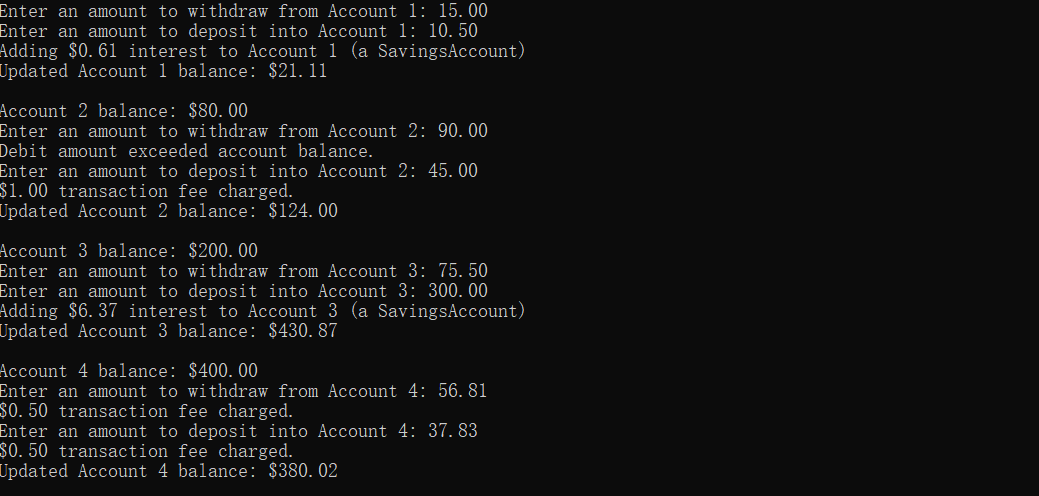 Enter an amount to withdraw from Account 1: 15.00
Enter an amount to deposit into Account 1: 10.50
Adding $0.61 interest to Account 1 (a SavingsAccount)
Updated Account 1 balance: $21.11
Account 2 balance: $80.00
Enter an amount to withdraw from Account 2: 90.00
Debit amount exceeded account balance.
Enter an amount to deposit into Account 2: 45.00
$1.00 transaction fee charged.
Updated Account 2 balance: $124.00
Account 3 balance: $200.00
Enter an amount to withdraw from Account 3: 75.50
Enter an amount to deposit into Account 3: 300.00
Adding $6.37 interest to Account 3 (a SavingsAccount)
Updated Account 3 balance: $430.87
Account 4 balance: $400.00
Enter an amount to withdraw from Account 4: 56.81
$0.50 transaction fee charged.
Enter an amount to deposit into Account 4: 37.83
$0.50 transaction fee charged.
Updated Account 4 balance: $380.02